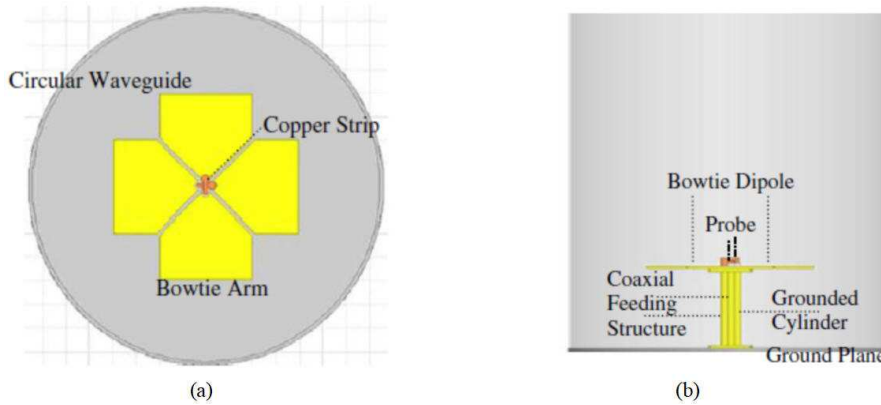 Circular Waveguide
Copper Strip
Bowtie Arm
(a)
Bowtie Dipole
Probe
Coaxial
Feeding
Structure
Grounded
Cylinder
Ground Plane
(b)